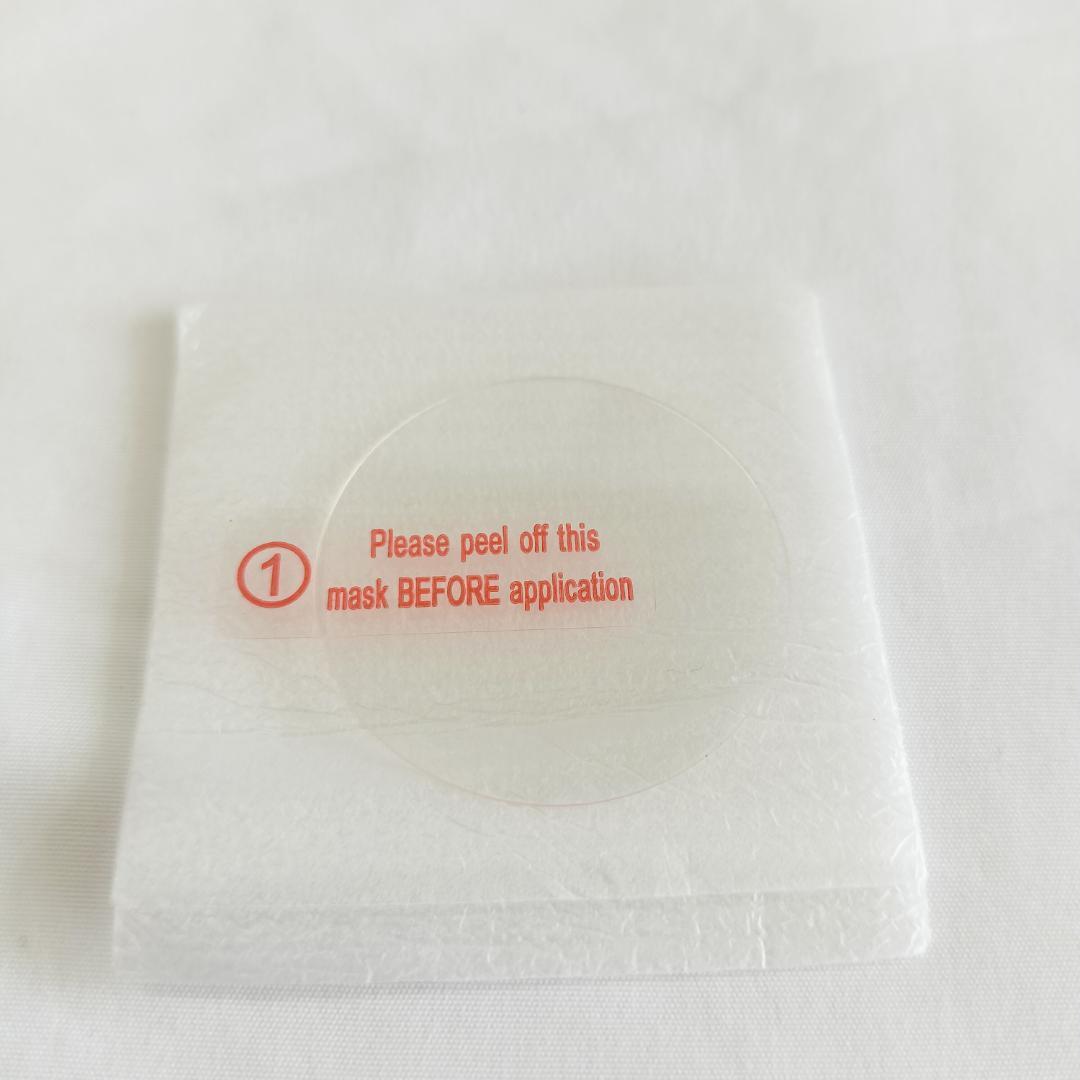 ① Please peel off this
mask BEFORE application